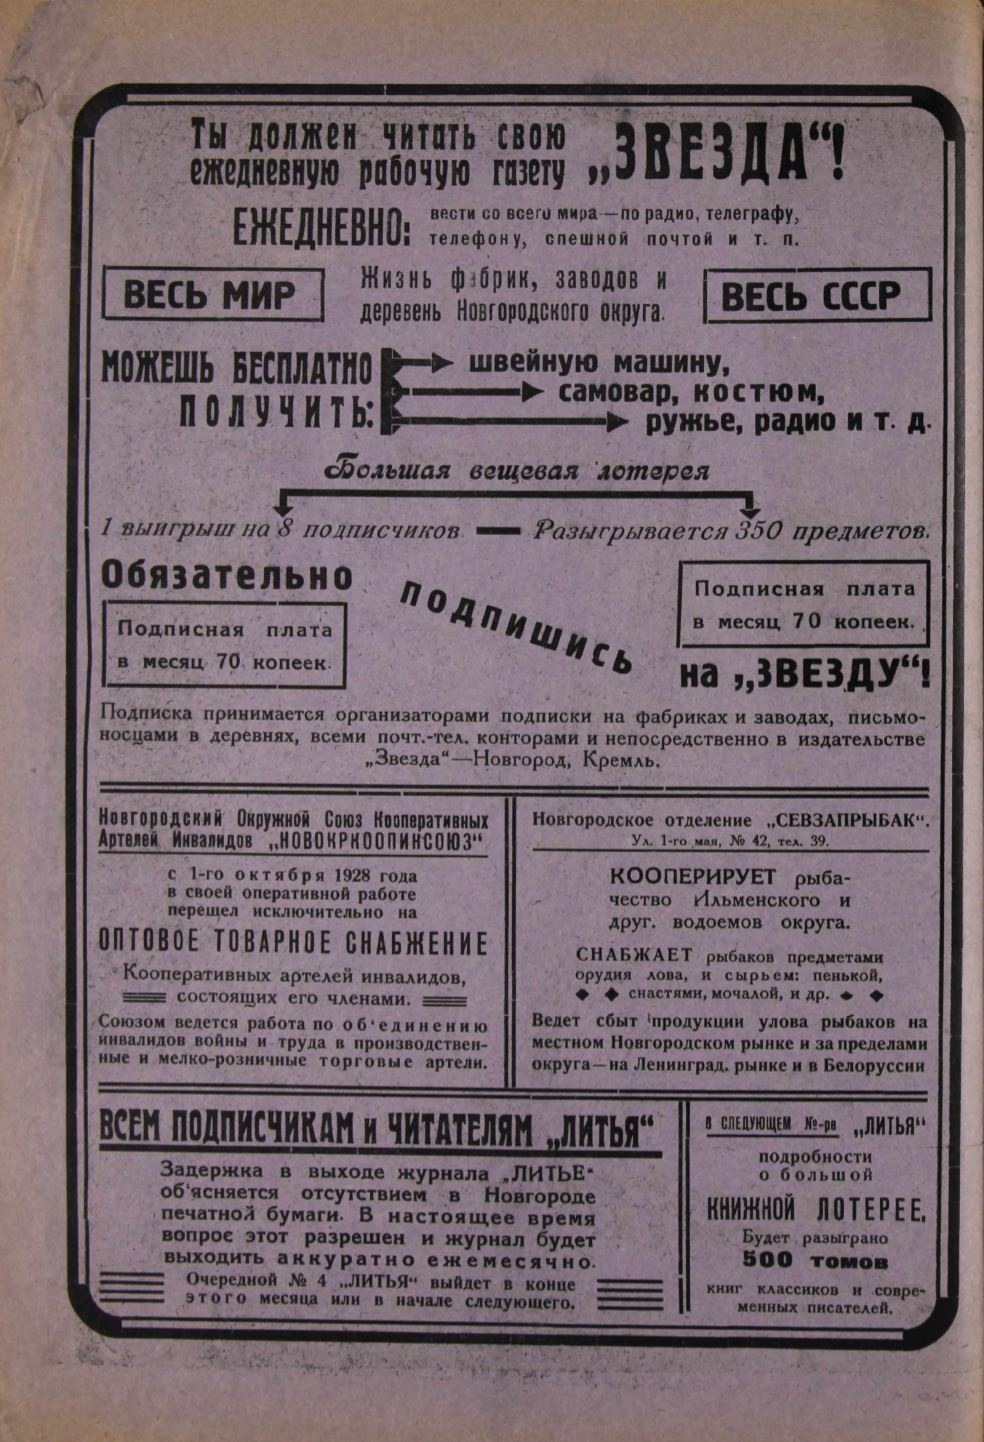 Ты должен читать свою
ежедневную рабочую газету „ЗВЕЗДА“!
ЕЖЕДНЕВНО:
вести со всего мира—по радио, телеграфу,
телефону, спешной почтой и т. п.
ВЕСЬ МИР
Жизнь фабрик, заводов и
деревень Новгородского округа.
ВЕСЬ СССР
МОЖЕШЬ БЕСПЛАТНО
ПОЛУЧИТЬ:
швейную машину,
самовар, костюм,
ружье, радио и т. д.
Большая вещевая лотерея
1 выигрыш на 8 подписчиков — Разыгрывается 350 предметов.
Обязательно
Подписная плата
в месяц 70 копеек.
подпишись
Подписная плата
в месяц 70 копеек.
на „ЗВЕЗДУ“!
Подписка принимается организаторами подписки на фабриках и заводах, письмо-
носцами в деревнях, всеми почт.-тел. конторами и непосредственно в издательстве
„Звезда“—Новгород, Кремль.
Новгородский Окружной Союз Кооперативных
Артелей Инвалидов „НОВОКРКООПИНСОЮЗ“
с 1-го октября 1928 года
в своей оперативной работе
перещел исключительно на
ОПТОВОЕ ТОВАРНОЕ СНАБЖЕНИЕ
Кооперативных артелей инвалидов,
состоящих его членами.
Союзом ведется работа по об‘единению
инвалидов войны и труда в производствен-
ные и мелко-розничные торговые артели.
Новгородское отделение „СЕВЗАПРЫБАК“.
Ул. 1-го мая, № 42, тел. 39.
КООПЕРИРУЕТ рыба-
чество Ильменского и
друг. водоемов округа.
СНАБЖАЕТ рыбаков предметами
орудия лова, и сырьем: пенькой,
снастями, мочалой, и др.
Ведет сбыт продукции улова рыбаков на
местном Новгородском рынке и за пределами
округа—на Ленинград. рынке и в Белоруссии
ВСЕМ ПОДПИСЧИКАМ и ЧИТАТЕЛЯМ „ЛИТЬЯ“
Задержка в выходе журнала „ЛИТЬЕ“
об‘ясняется отсутствием в Новгороде
печатной бумаги. В настоящее время
вопрос этот разрешен и журнал будет
выходить аккуратно ежемесячно.
Очередной № 4 „ЛИТЬЯ“ выйдет в конце
этого месяца или в начале следующего.
В СЛЕДУЮЩЕМ №-ре „ЛИТЬЯ“
подробности
о большой
КНИЖНОЙ ЛОТЕРЕЕ.
Будет разыграно
500 томов
книг классиков и совре-
менных писателей.